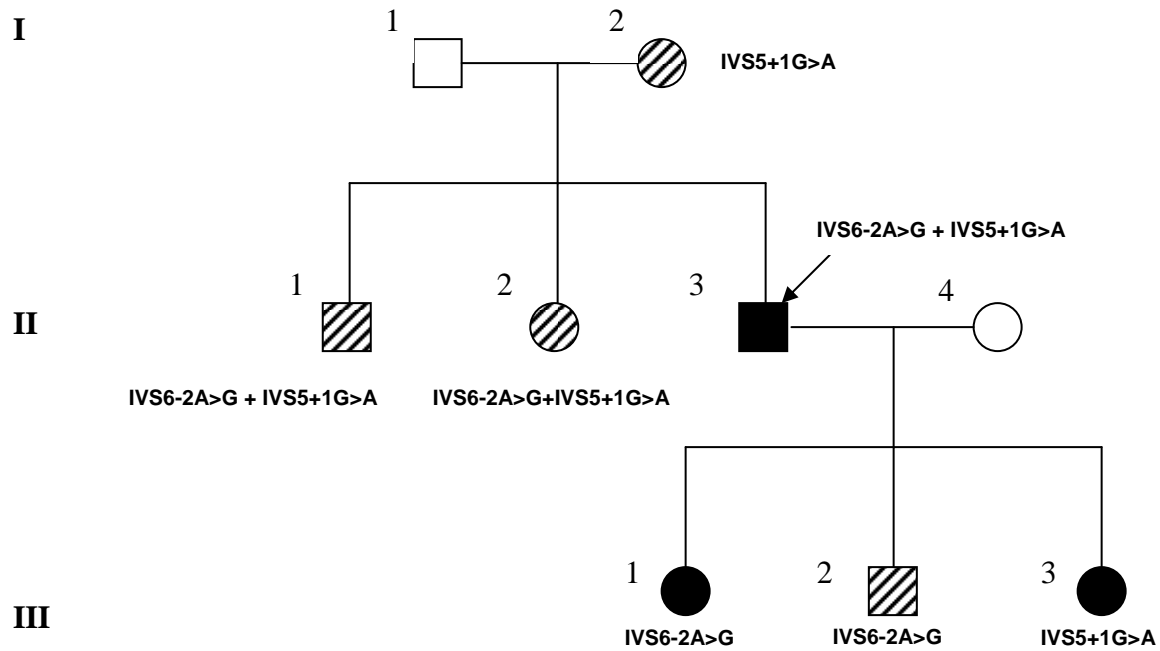 I
1
2
IVS5+1G>A
IVS6-2A>G + IVS5+1G>A
II
1
2
3
4
IVS6-2A>G + IVS5+1G>A
IVS6-2A>G+IVS5+1G>A
1
2
3
III
IVS6-2A>G
IVS6-2A>G
IVS5+1G>A